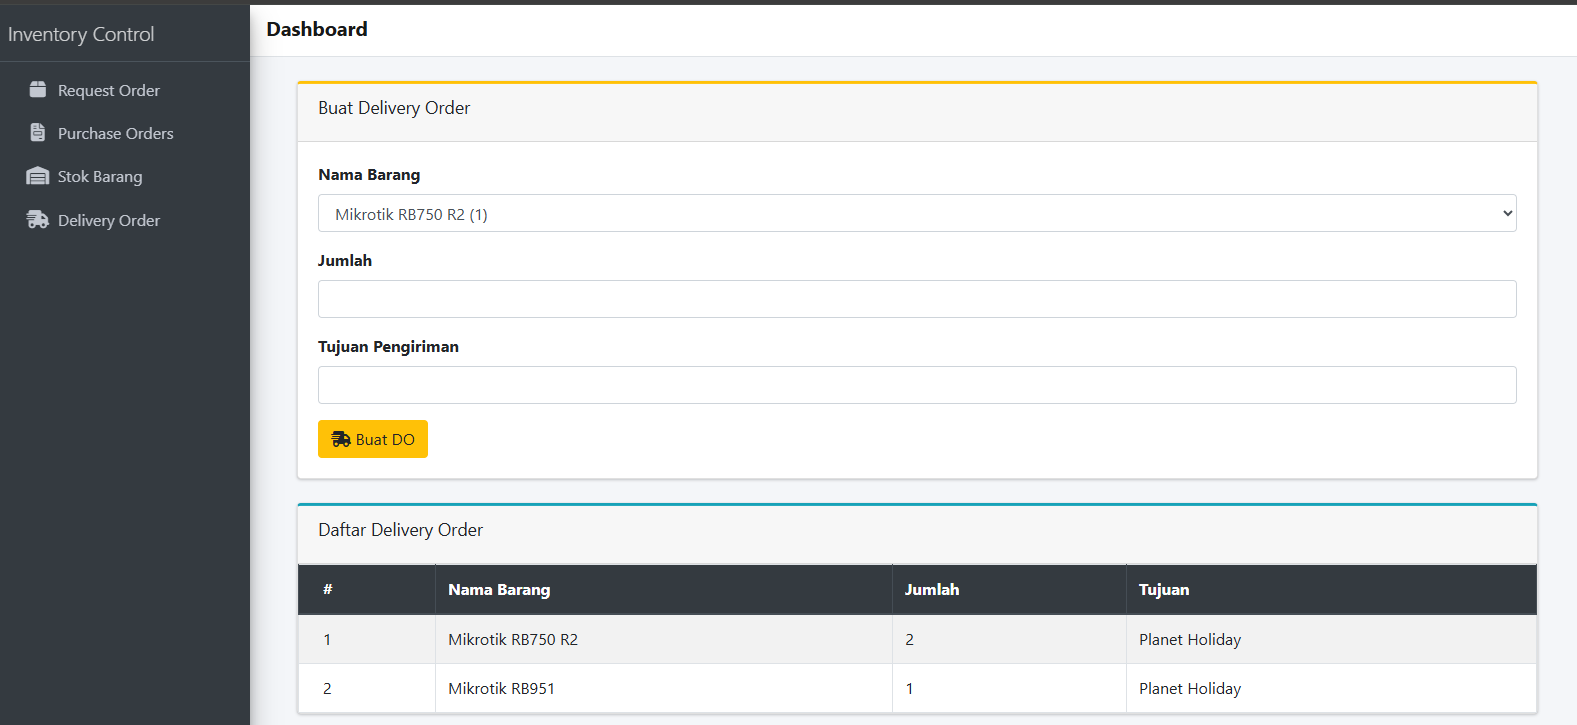 Inventory Control
Request Order
Purchase Orders
Stok Barang
Delivery Order
Dashboard
Buat Delivery Order
Nama Barang
Mikrotik RB750 R2 (1)
Jumlah
Tujuan Pengiriman
Buat DO
Daftar Delivery Order
# Nama Barang Jumlah Tujuan
1 Mikrotik RB750 R2 2 Planet Holiday
2 Mikrotik RB951 1 Planet Holiday